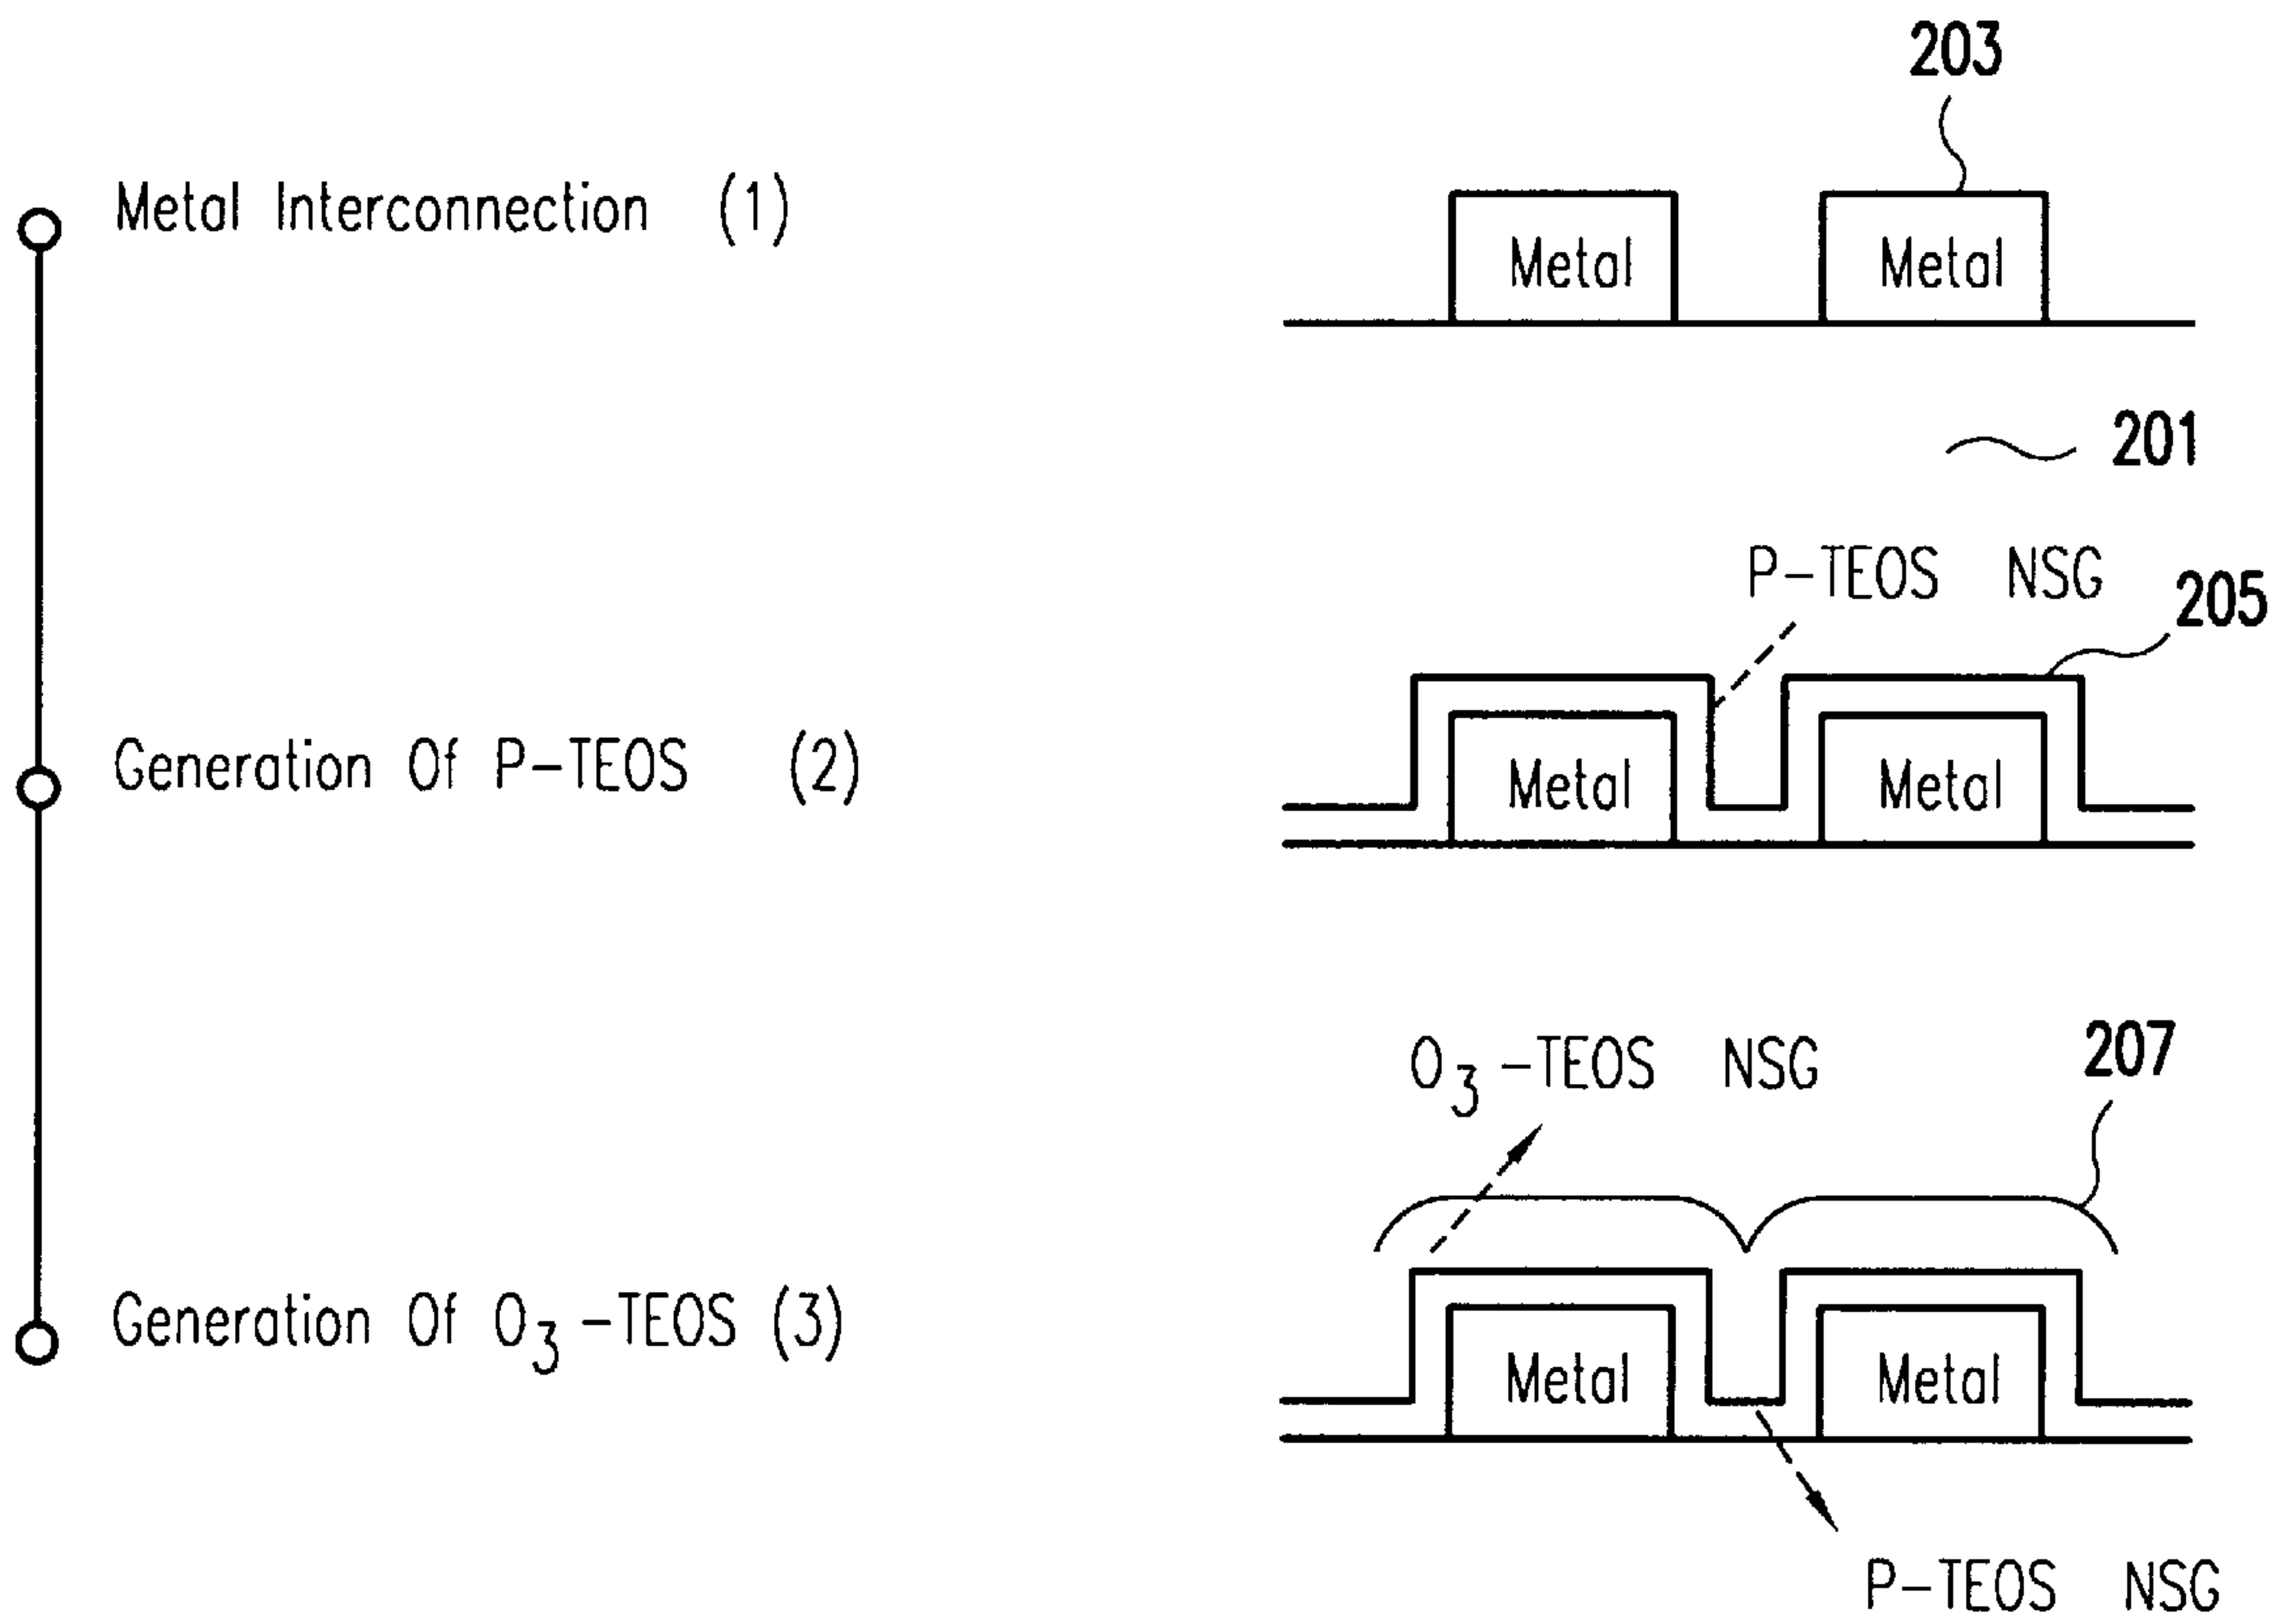 203
Metal Interconnection (1)
Metal Metal
201
P-TEOS NSG
205
Generation Of P-TEOS (2)
Metal Metal
O₃-TEOS NSG
207
Generation Of O₃-TEOS (3)
Metal Metal
P-TEOS NSG